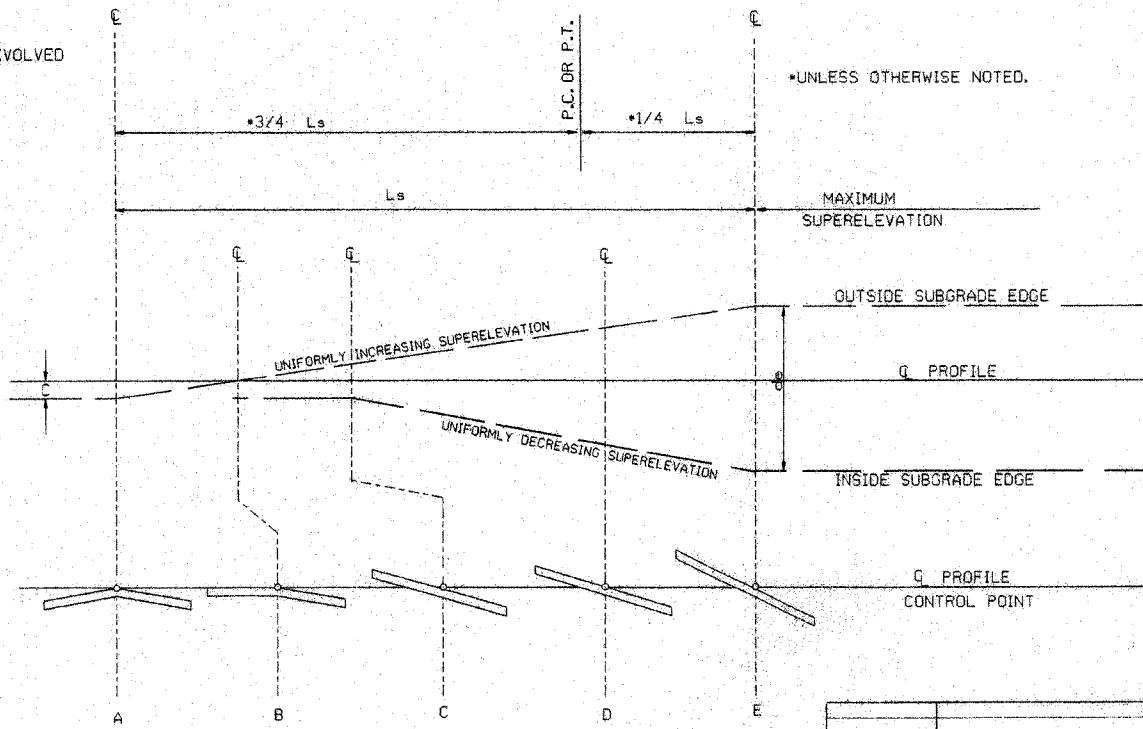 ℄
℄
VOLVED
P.C. OR P.T.
*UNLESS OTHERWISE NOTED.
*3/4 Ls
*1/4 Ls
Ls
MAXIMUM
SUPERELEVATION
℄
℄
℄
OUTSIDE SUBGRADE EDGE
UNIFORMLY INCREASING SUPERELEVATION
℄ PROFILE
C
UNIFORMLY DECREASING SUPERELEVATION
INSIDE SUBGRADE EDGE
℄ PROFILE
CONTROL POINT
A
B
C
D
E